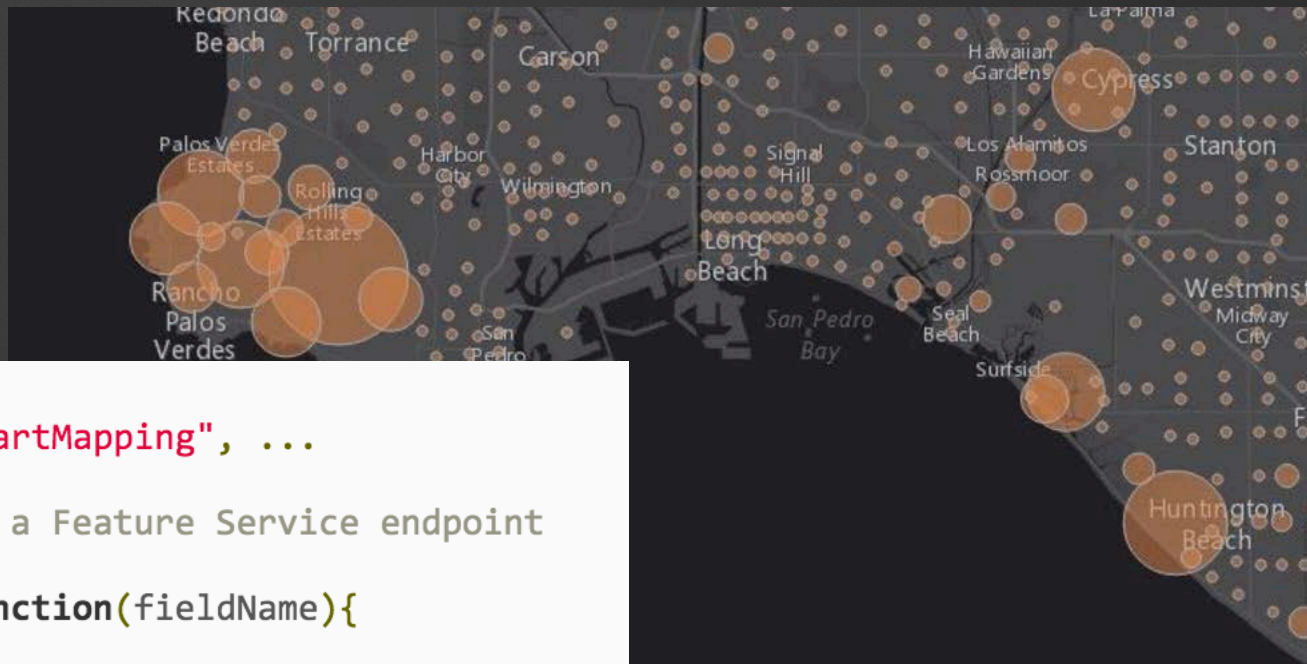 Redondo
Beach
Torrance
Carson
La Palma
Hawaiian
Gardens
Cypress
Palos Verdes
Estates
Harbor
City
Signal
Hill
Los Alamitos
Stanton
Rolling
Hills
Estates
Wilmington
Rossmoor
Long
Beach
Rancho
Palos
Verdes
San
Pedro
San Pedro
Bay
Seal
Beach
Westminst
Midway
City
Surfside
F
Huntington
Beach
artMapping", ...
a Feature Service endpoint
nction(fieldName){